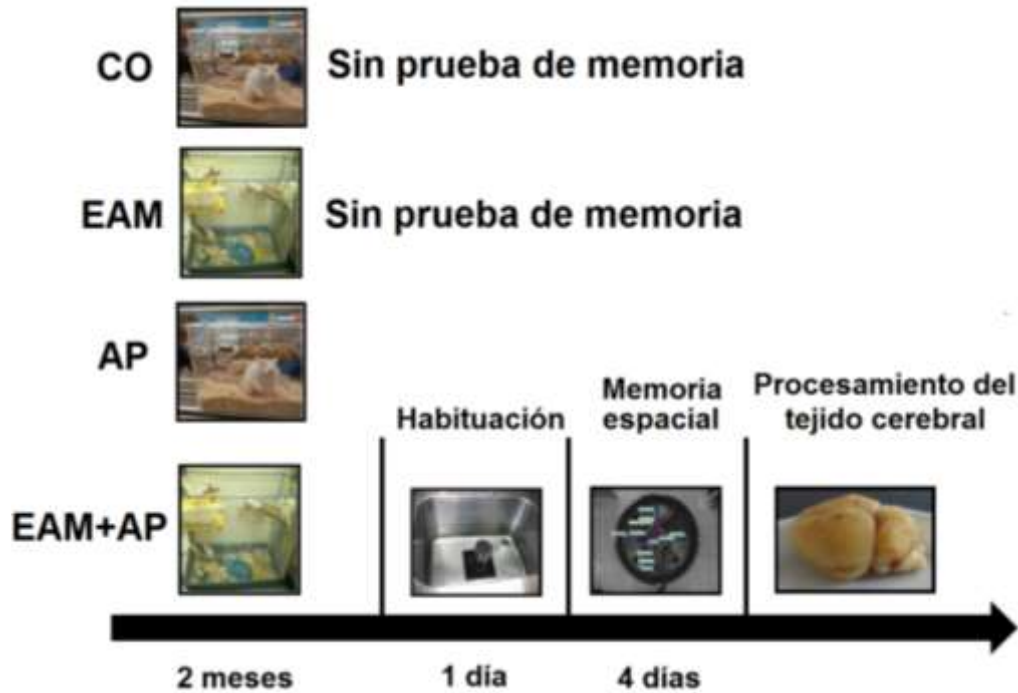 CO
Sin prueba de memoria
EAM
Sin prueba de memoria
AP
Habituación
Memoria
espacial
Procesamiento del
tejido cerebral
EAM+AP
2 meses
1 día
4 días